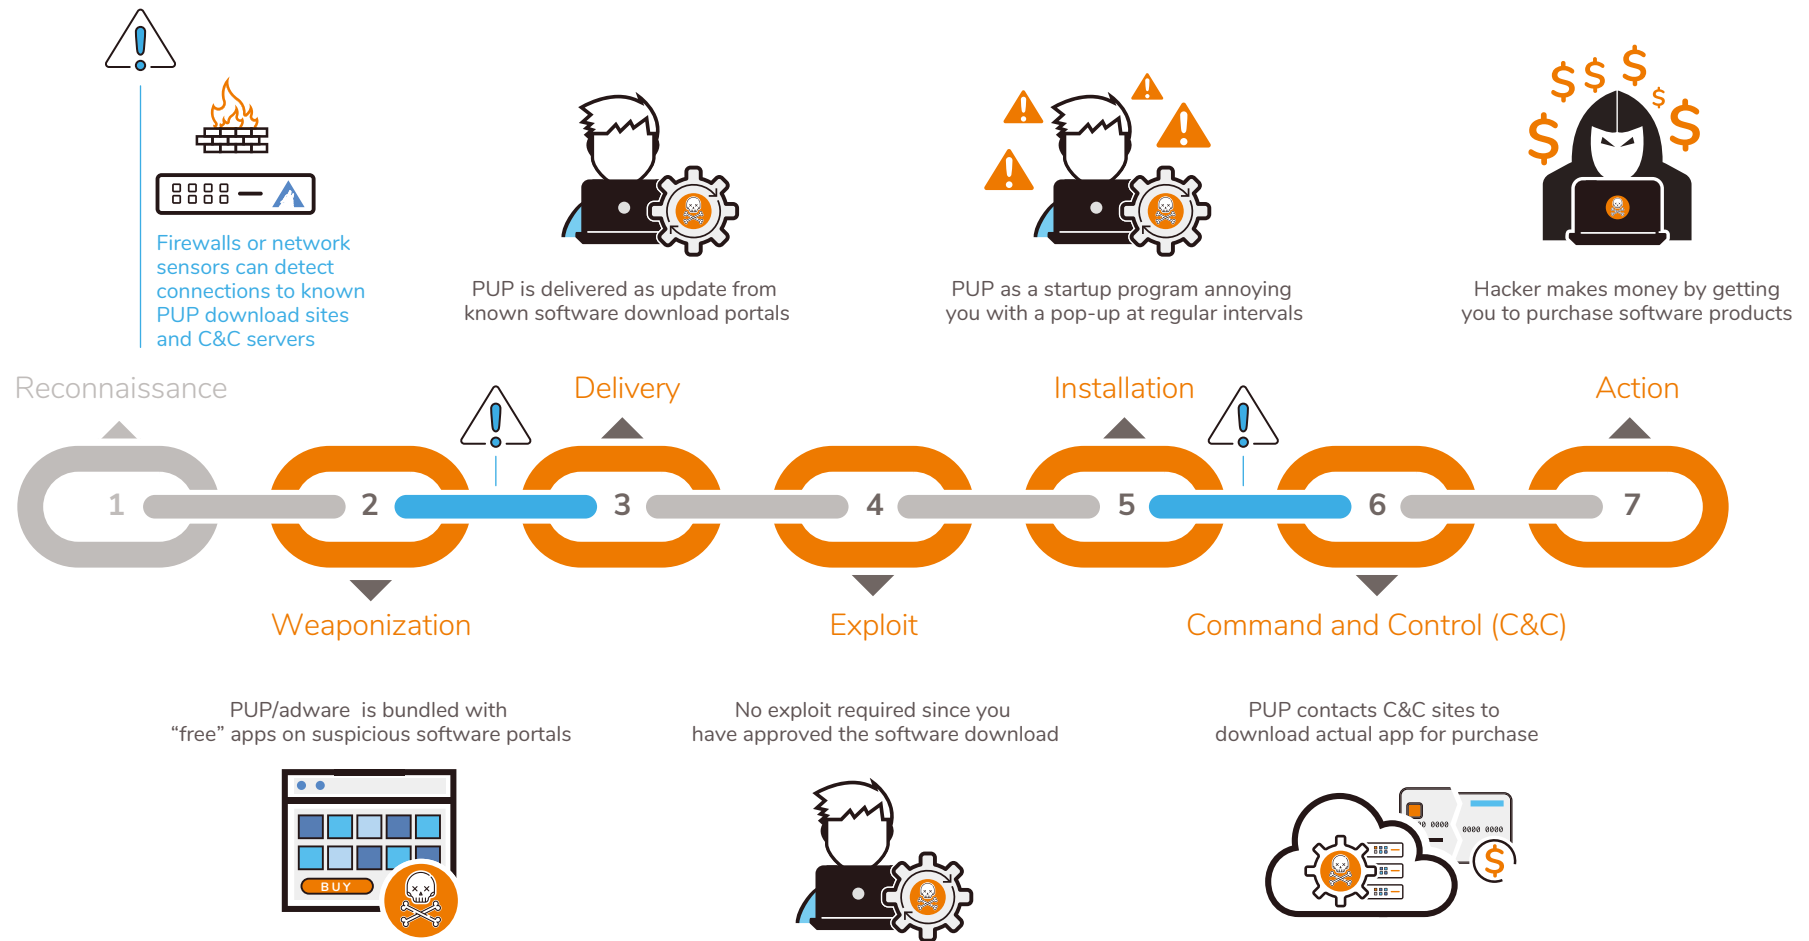 Firewalls or network
sensors can detect
connections to known
PUP download sites
and C&C servers
PUP is delivered as update from
known software download portals
PUP as a startup program annoying
you with a pop-up at regular intervals
Hacker makes money by getting
you to purchase software products
Reconnaissance
Delivery
Installation
Action
1
2
3
4
5
6
7
Weaponization
Exploit
Command and Control (C&C)
PUP/adware is bundled with
“free” apps on suspicious software portals
No exploit required since you
have approved the software download
PUP contacts C&C sites to
download actual app for purchase
BUY
0000
0000 0000